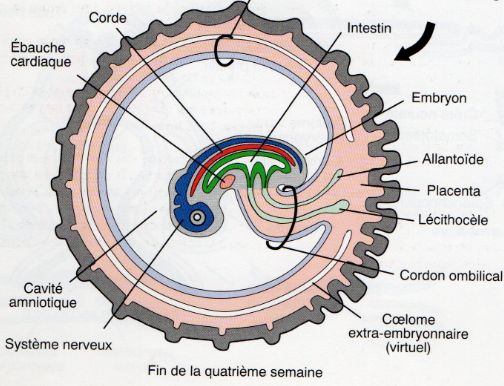 Corde
Intestin
Ébauche
cardiaque
Embryon
Allantoïde
Placenta
Lécithocèle
Cordon ombilical
Cavité
amniotique
Cœlome
extra-embryonnaire
(virtuel)
Système nerveux
Fin de la quatrième semaine